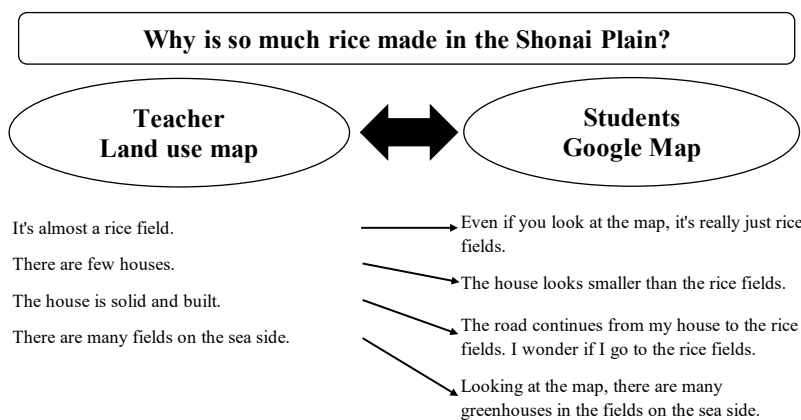 Why is so much rice made in the Shonai Plain?
Teacher
Land use map
Students
Google Map
It's almost a rice field.
There are few houses.
The house is solid and built.
There are many fields on the sea side.
Even if you look at the map, it's really just rice
fields.
The house looks smaller than the rice fields.
The road continues from my house to the rice
fields. I wonder if I go to the rice fields.
Looking at the map, there are many
greenhouses in the fields on the sea side.